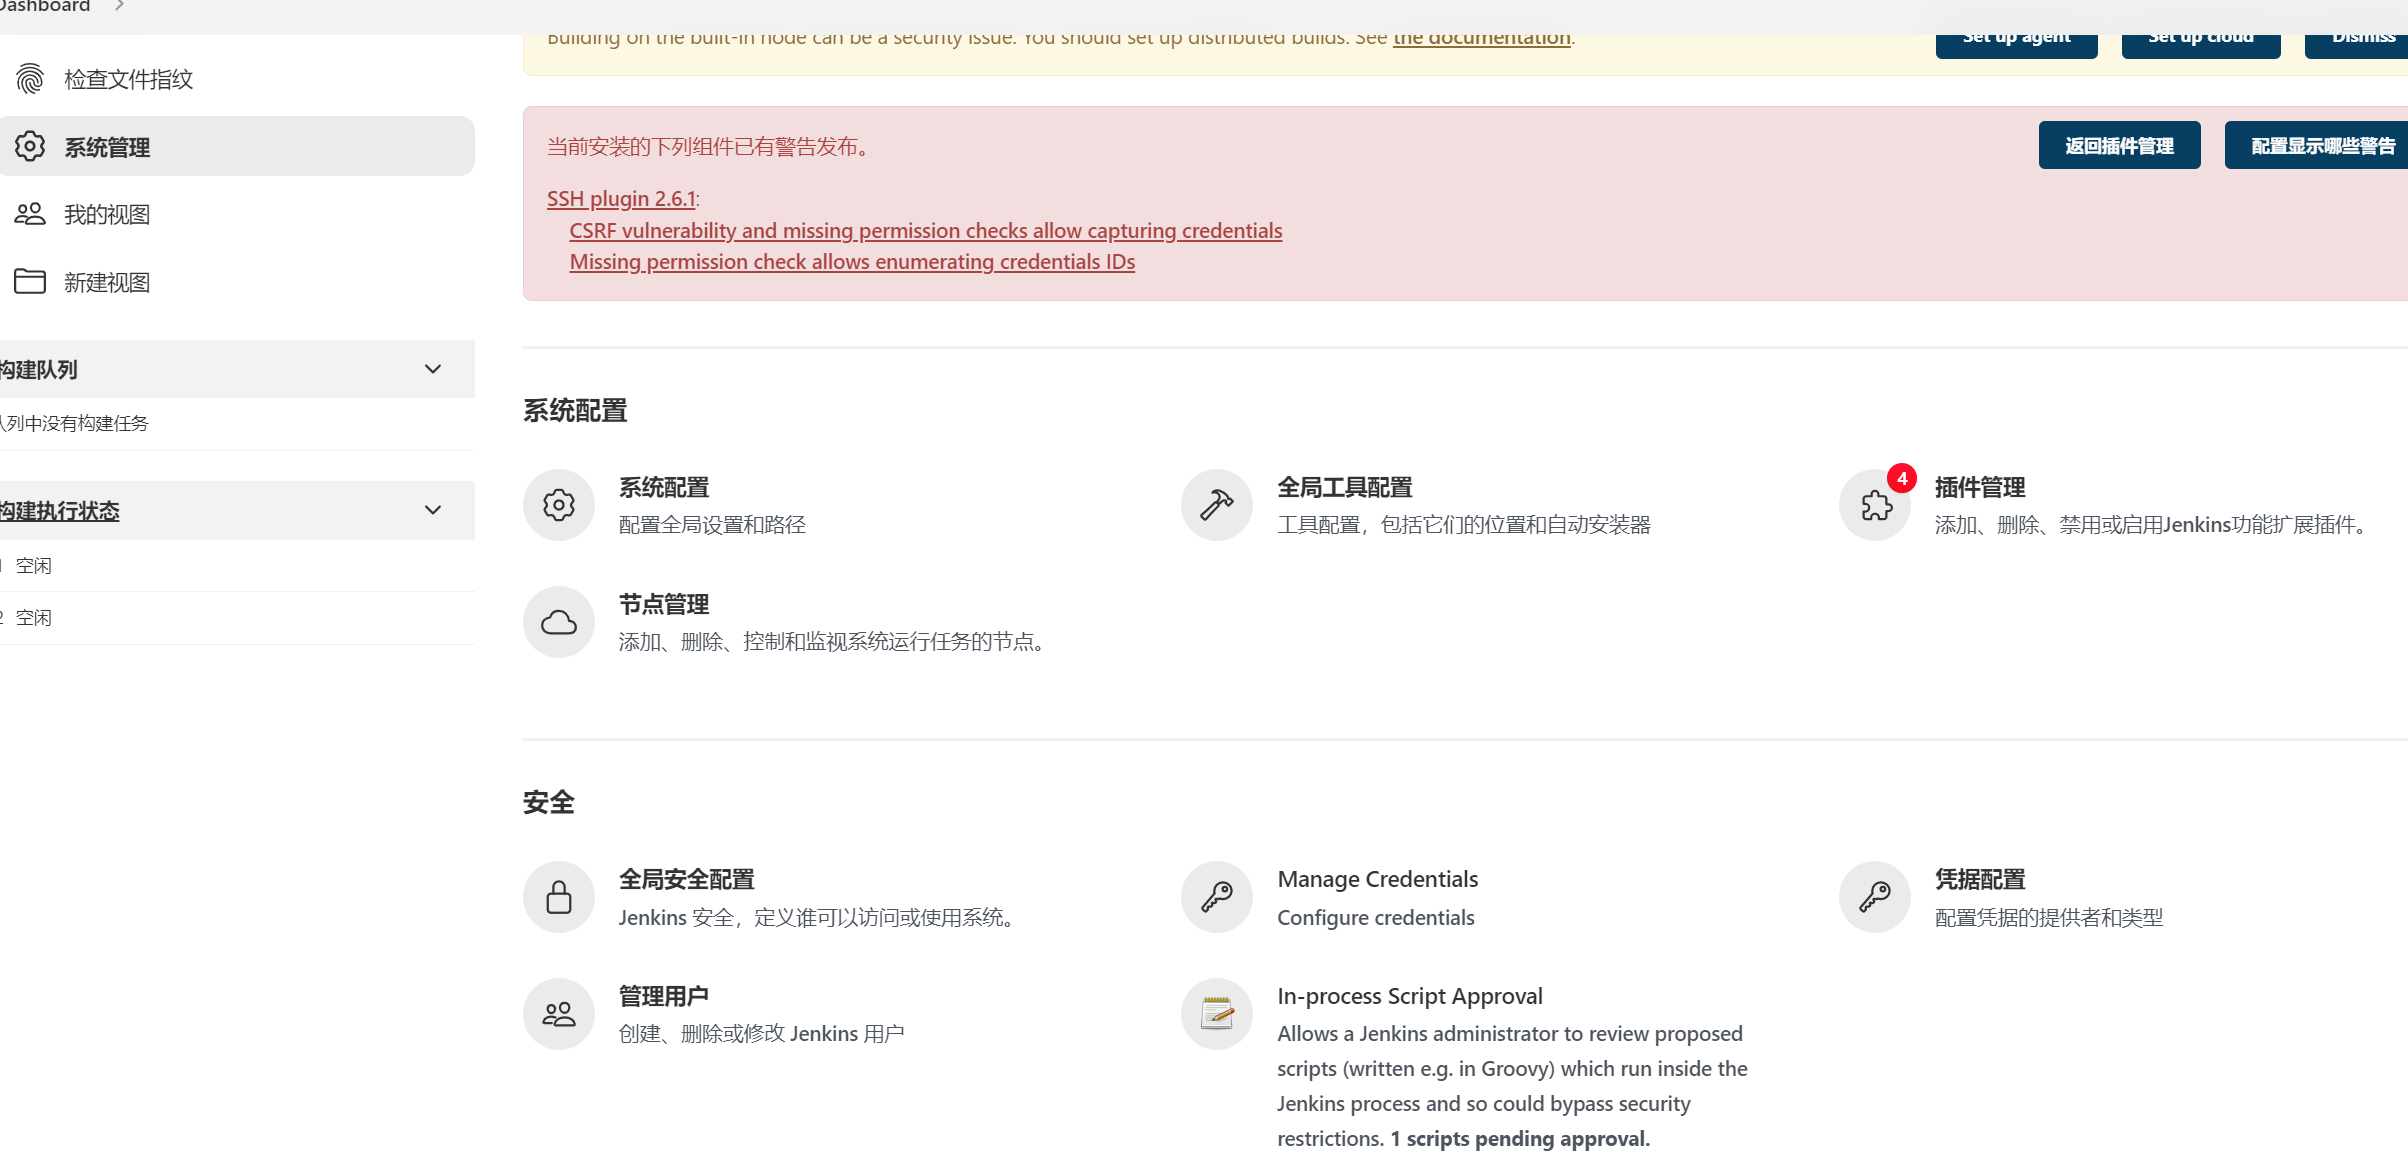 Dashboard
Building on the built-in node can be a security issue. You should set up distributed builds. See the documentation.
Set up agent
Set up cloud
Dismiss
检查文件指纹
系统管理
我的视图
新建视图
构建队列
队列中没有构建任务
构建执行状态
1 空闲
2 空闲
当前安装的下列组件已有警告发布。
返回插件管理
配置显示哪些警告
SSH plugin 2.6.1:
CSRF vulnerability and missing permission checks allow capturing credentials
Missing permission check allows enumerating credentials IDs
系统配置
系统配置
配置全局设置和路径
全局工具配置
工具配置，包括它们的位置和自动安装器
4
插件管理
添加、删除、禁用或启用Jenkins功能扩展插件。
节点管理
添加、删除、控制和监视系统运行任务的节点。
安全
全局安全配置
Jenkins 安全，定义谁可以访问或使用系统。
Manage Credentials
Configure credentials
凭据配置
配置凭据的提供者和类型
管理用户
创建、删除或修改 Jenkins 用户
In-process Script Approval
Allows a Jenkins administrator to review proposed
scripts (written e.g. in Groovy) which run inside the
Jenkins process and so could bypass security
restrictions. 1 scripts pending approval.